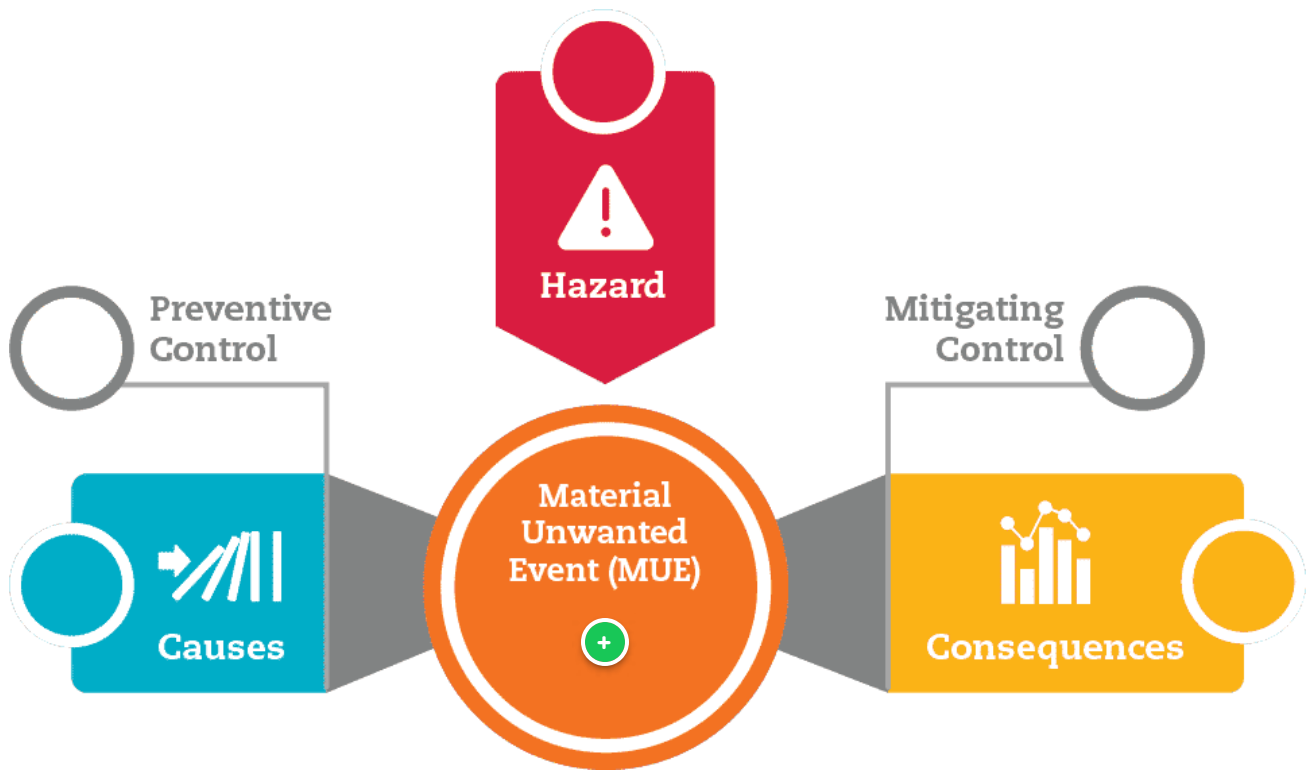 Hazard
Preventive
Control
Mitigating
Control
Material
Unwanted
Event (MUE)
+
Causes
Consequences